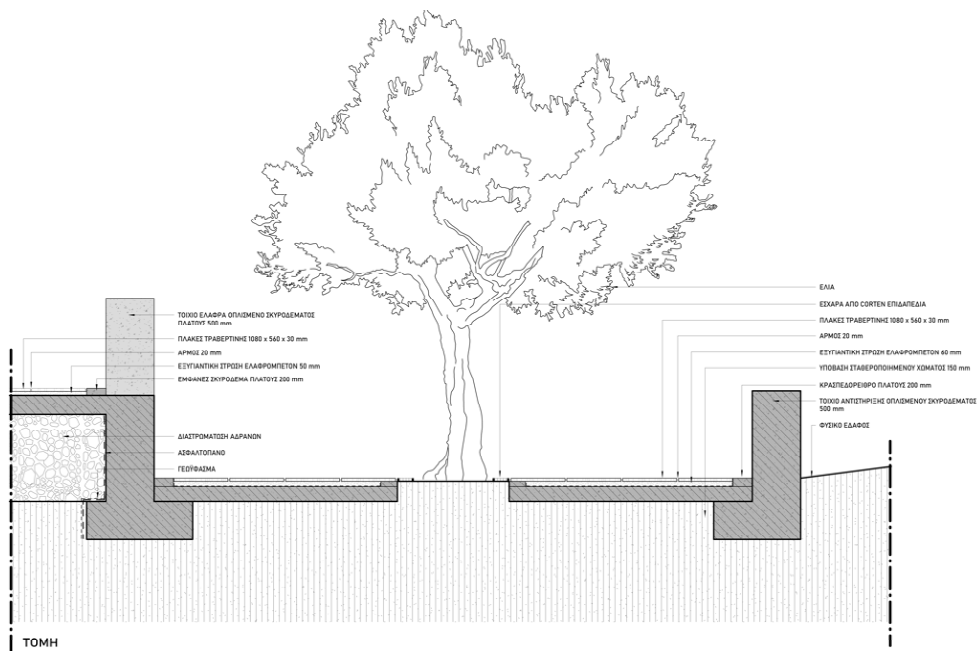 ΤΟΙΧΙΟ ΕΛΑΦΡΑ ΟΠΛΙΣΜΕΝΟ ΣΚΥΡΟΔΕΜΑΤΟΣ
ΠΛΑΤΟΥΣ 500 mm
ΠΛΑΚΕΣ ΤΡΑΒΕΡΤΙΝΗΣ 1080 x 560 x 30 mm
ΑΡΜΟΣ 20 mm
ΕΞΥΓΙΑΝΤΙΚΗ ΣΤΡΩΣΗ ΕΛΑΦΡΟΜΠΕΤΟΝ 50 mm
ΕΜΦΑΝΕΣ ΣΚΥΡΟΔΕΜΑ ΠΛΑΤΟΥΣ 200 mm
ΔΙΑΣΤΡΩΜΑΤΩΣΗ ΑΔΡΑΝΩΝ
ΑΣΦΑΛΤΟΠΑΝΟ
ΓΕΩΫΦΑΣΜΑ
ΕΛΙΑ
ΕΣΧΑΡΑ ΑΠΟ CORTEN ΕΠΙΔΑΠΕΔΙΑ
ΠΛΑΚΕΣ ΤΡΑΒΕΡΤΙΝΗΣ 1080 x 560 x 30 mm
ΑΡΜΟΣ 20 mm
ΕΞΥΓΙΑΝΤΙΚΗ ΣΤΡΩΣΗ ΕΛΑΦΡΟΜΠΕΤΟΝ 60 mm
ΥΠΟΒΑΣΗ ΣΤΑΘΕΡΟΠΟΙΗΜΕΝΟΥ ΧΩΜΑΤΟΣ 150 mm
ΚΡΑΣΠΕΔΟΡΕΙΘΡΟ ΠΛΑΤΟΥΣ 200 mm
ΤΟΙΧΙΟ ΑΝΤΙΣΤΗΡΙΞΗΣ ΟΠΛΙΣΜΕΝΟΥ ΣΚΥΡΟΔΕΜΑΤΟΣ
500 mm
ΦΥΣΙΚΟ ΕΔΑΦΟΣ
ΤΟΜΗ